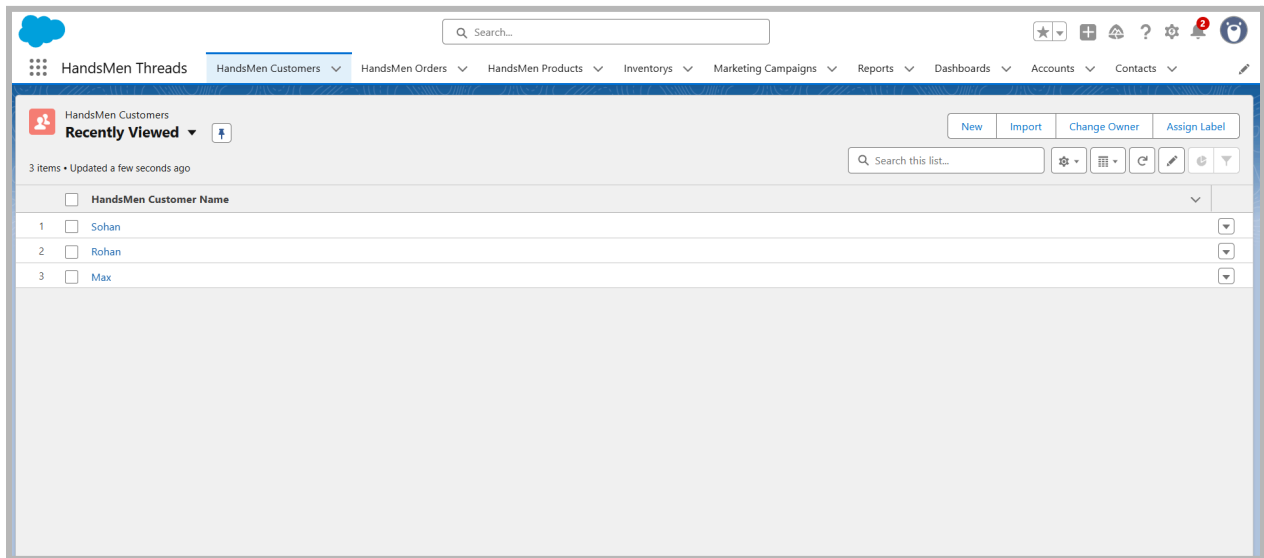 Search...
2
HandsMen Threads HandsMen Customers HandsMen Orders HandsMen Products Inventorys Marketing Campaigns Reports Dashboards Accounts Contacts
HandsMen Customers
Recently Viewed
New Import Change Owner Assign Label
3 items • Updated a few seconds ago
Search this list...
HandsMen Customer Name
1 Sohan
2 Rohan
3 Max